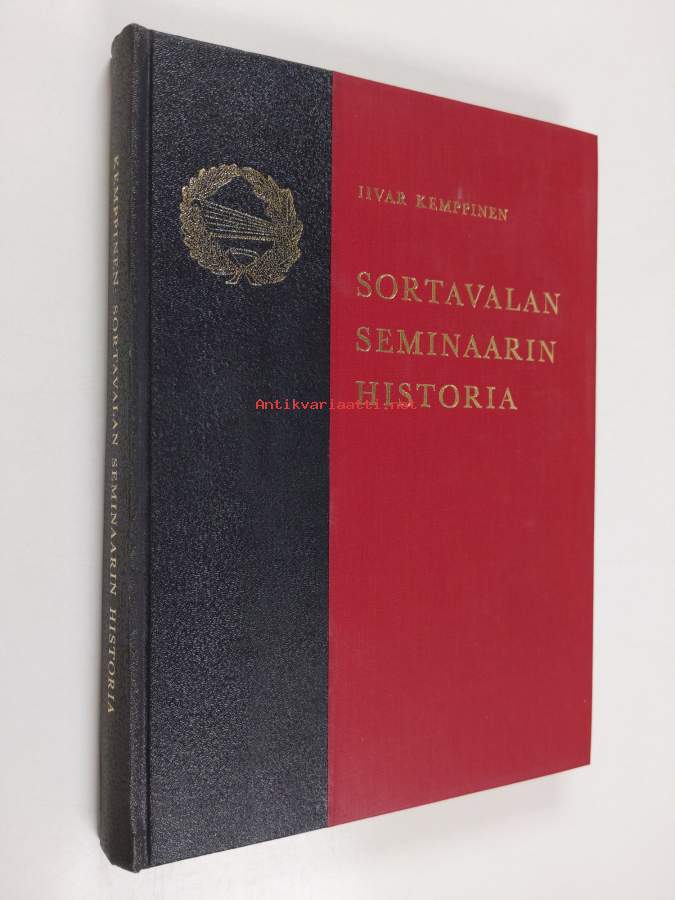 IIVAR KEMPPINEN
SORTAVALAN
SEMINAARIN
HISTORIA
KEMPPINEN: SORTAVALAN SEMINAARIN HISTORIA
Antikvariaatti.net